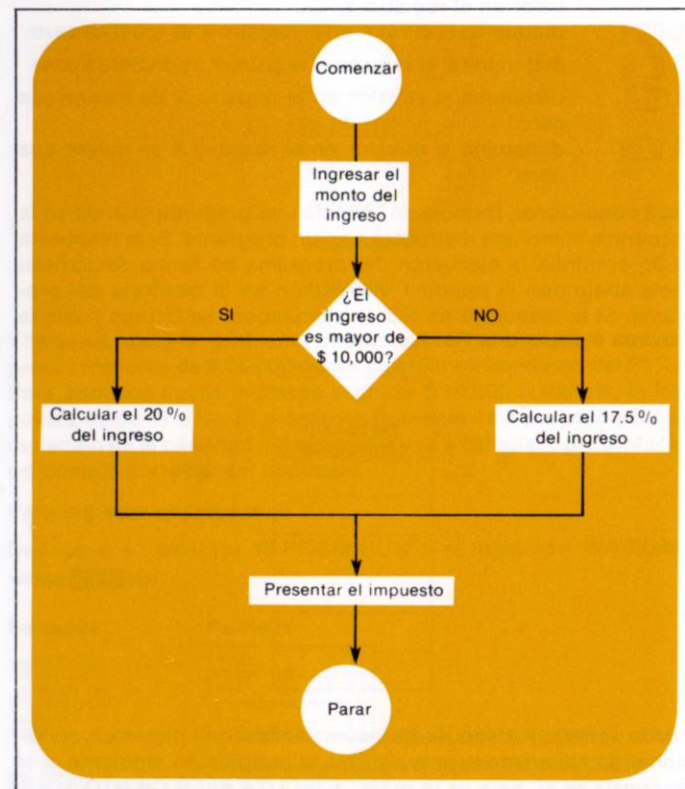 Comenzar
Ingresar el
monto del
ingreso
¿El
ingreso
es mayor de
$ 10,000?
SI
NO
Calcular el 20 %
del ingreso
Calcular el 17.5 %
del ingreso
Presentar el impuesto
Parar